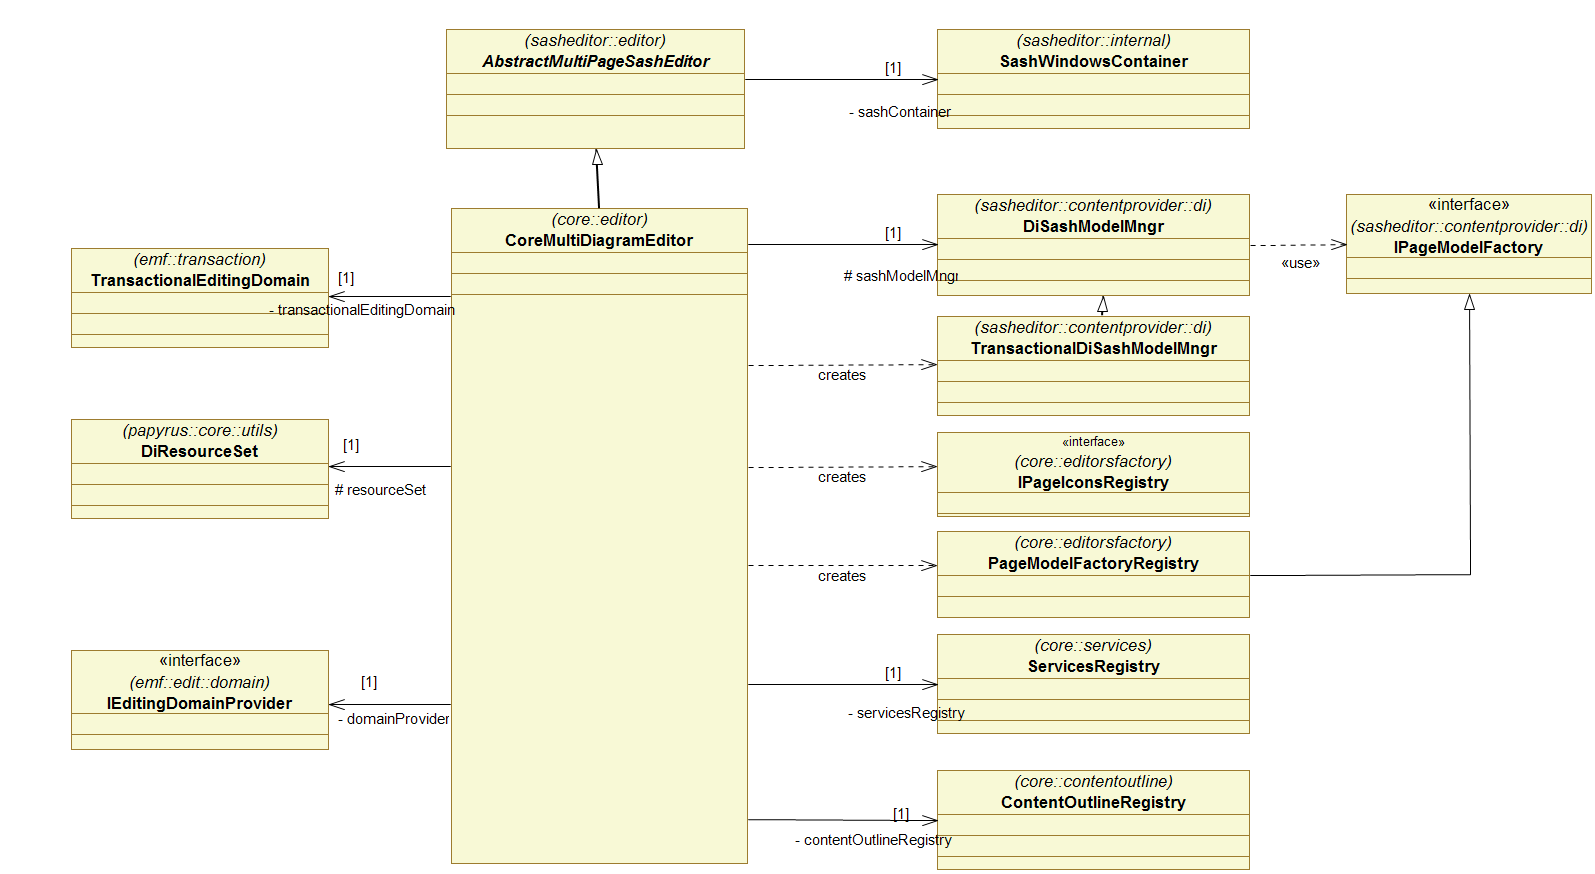 (sasheditor::editor)
AbstractMultiPageSashEditor
[1]
- sashContainer
(sasheditor::internal)
SashWindowsContainer
(core::editor)
CoreMultiDiagramEditor
[1]
# sashModelMngr
(sasheditor::contentprovider::di)
DiSashModelMngr
«use»
«interface»
(sasheditor::contentprovider::di)
IPageModelFactory
(emf::transaction)
TransactionalEditingDomain
[1]
- transactionalEditingDomain
(sasheditor::contentprovider::di)
TransactionalDiSashModelMngr
creates
(papyrus::core::utils)
DiResourceSet
[1]
# resourceSet
«interface»
(core::editorsfactory)
IPageIconsRegistry
creates
(core::editorsfactory)
PageModelFactoryRegistry
creates
«interface»
(emf::edit::domain)
IEditingDomainProvider
[1]
- domainProvider
[1]
- servicesRegistry
(core::services)
ServicesRegistry
[1]
- contentOutlineRegistry
(core::contentoutline)
ContentOutlineRegistry